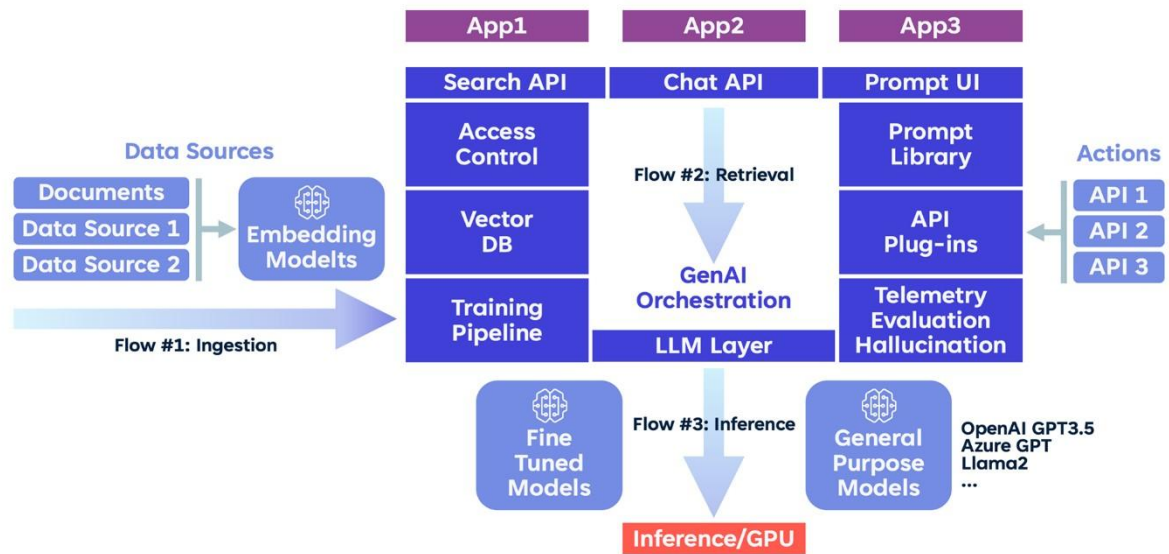 App1
App2
App3
Search API
Chat API
Prompt UI
Access
Control
Prompt
Library
Data Sources
Flow #2: Retrieval
Actions
Documents
Data Source 1
Data Source 2
Embedding
Modelts
Vector
DB
API
Plug-ins
API 1
API 2
API 3
GenAI
Orchestration
Training
Pipeline
Telemetry
Evaluation
Hallucination
Flow #1: Ingestion
LLM Layer
Fine
Tuned
Models
Flow #3: Inference
General
Purpose
Models
OpenAI GPT3.5
Azure GPT
Llama2
...
Inference/GPU